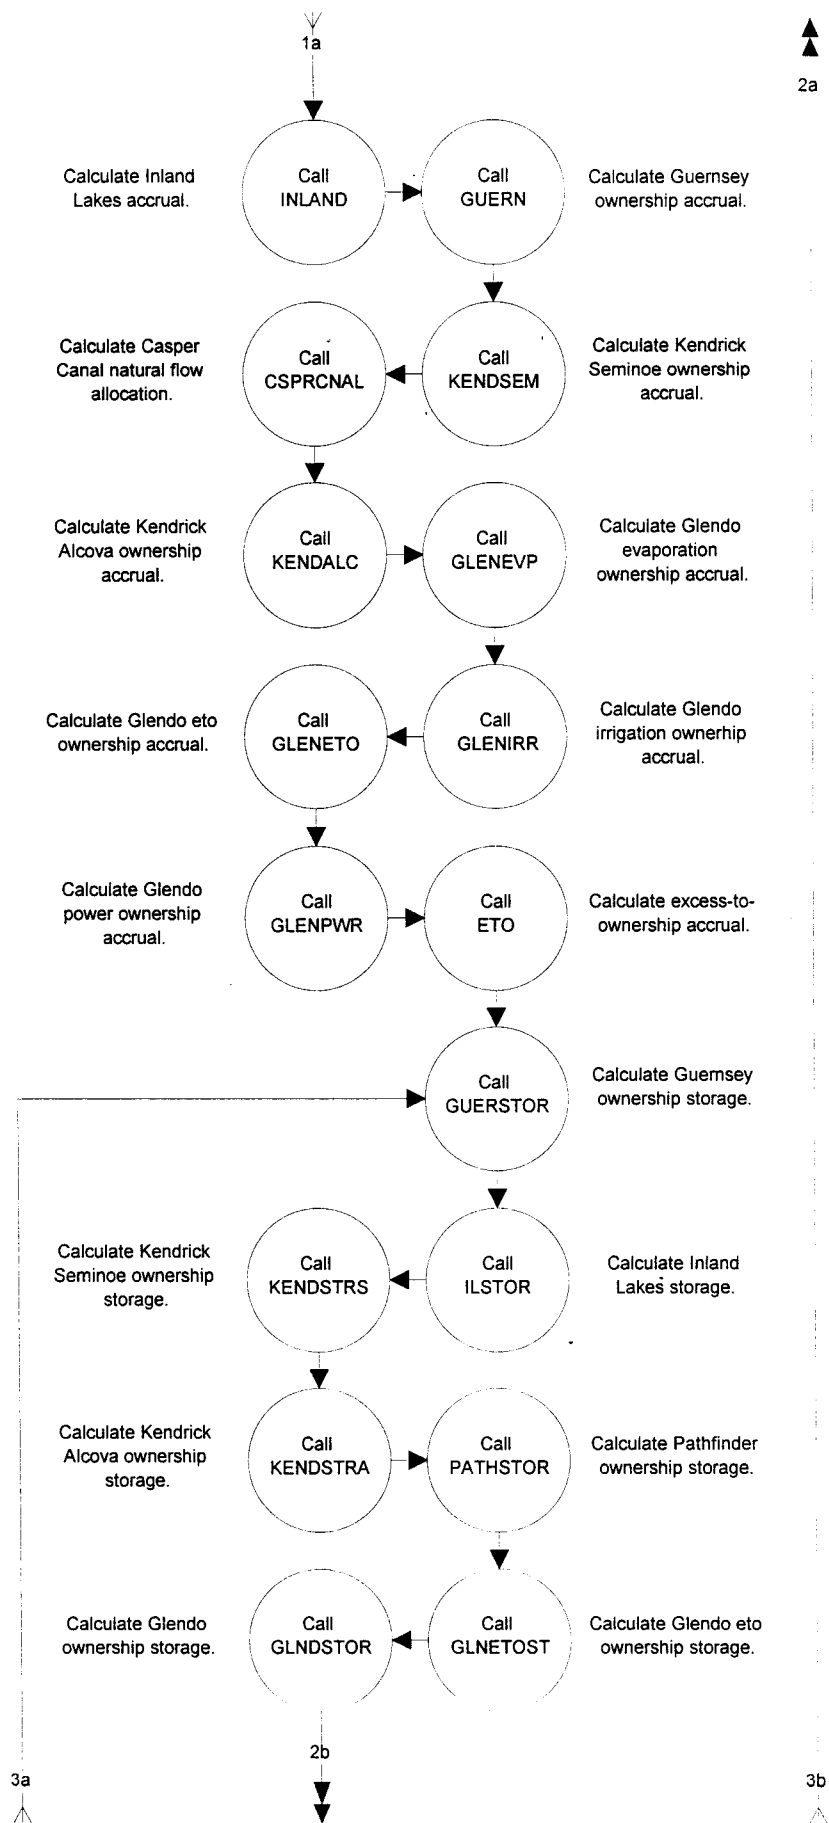 1a
2a
Calculate Inland
Lakes accrual.
Call
INLAND
Call
GUERN
Calculate Guernsey
ownership accrual.
Calculate Casper
Canal natural flow
allocation.
Call
CSPRCNAL
Call
KENDSEM
Calculate Kendrick
Seminoe ownership
accrual.
Calculate Kendrick
Alcova ownership
accrual.
Call
KENDALC
Call
GLENEVP
Calculate Glendo
evaporation
ownership accrual.
Calculate Glendo eto
ownership accrual.
Call
GLENETO
Call
GLENIRR
Calculate Glendo
irrigation ownerhip
accrual.
Calculate Glendo
power ownership
accrual.
Call
GLENPWR
Call
ETO
Calculate excess-to-
ownership accrual.
Call
GUERSTOR
Calculate Guernsey
ownership storage.
Calculate Kendrick
Seminoe ownership
storage.
Call
KENDSTRS
Call
ILSTOR
Calculate Inland
Lakes storage.
Calculate Kendrick
Alcova ownership
storage.
Call
KENDSTRA
Call
PATHSTOR
Calculate Pathfinder
ownership storage.
Calculate Glendo
ownership storage.
Call
GLNDSTOR
Call
GLNETOST
Calculate Glendo eto
ownership storage.
2b
3a
3b